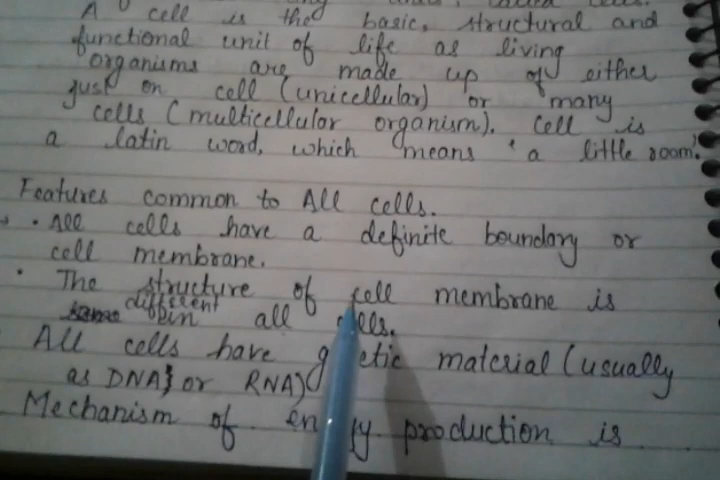 called cells.
A cell is the basic, structural and
functional unit of life as living
organisms are made up of either
just on cell (unicellular) or many
cells (multicellular organism). Cell is
a latin word, which means 'a little room'.
Features common to All cells.
• All cells have a definite boundary or
cell membrane.
• The structure of cell membrane is
different in all cells.
All cells have genetic material (usually
as DNA} or RNA)
Mechanism of energy production is